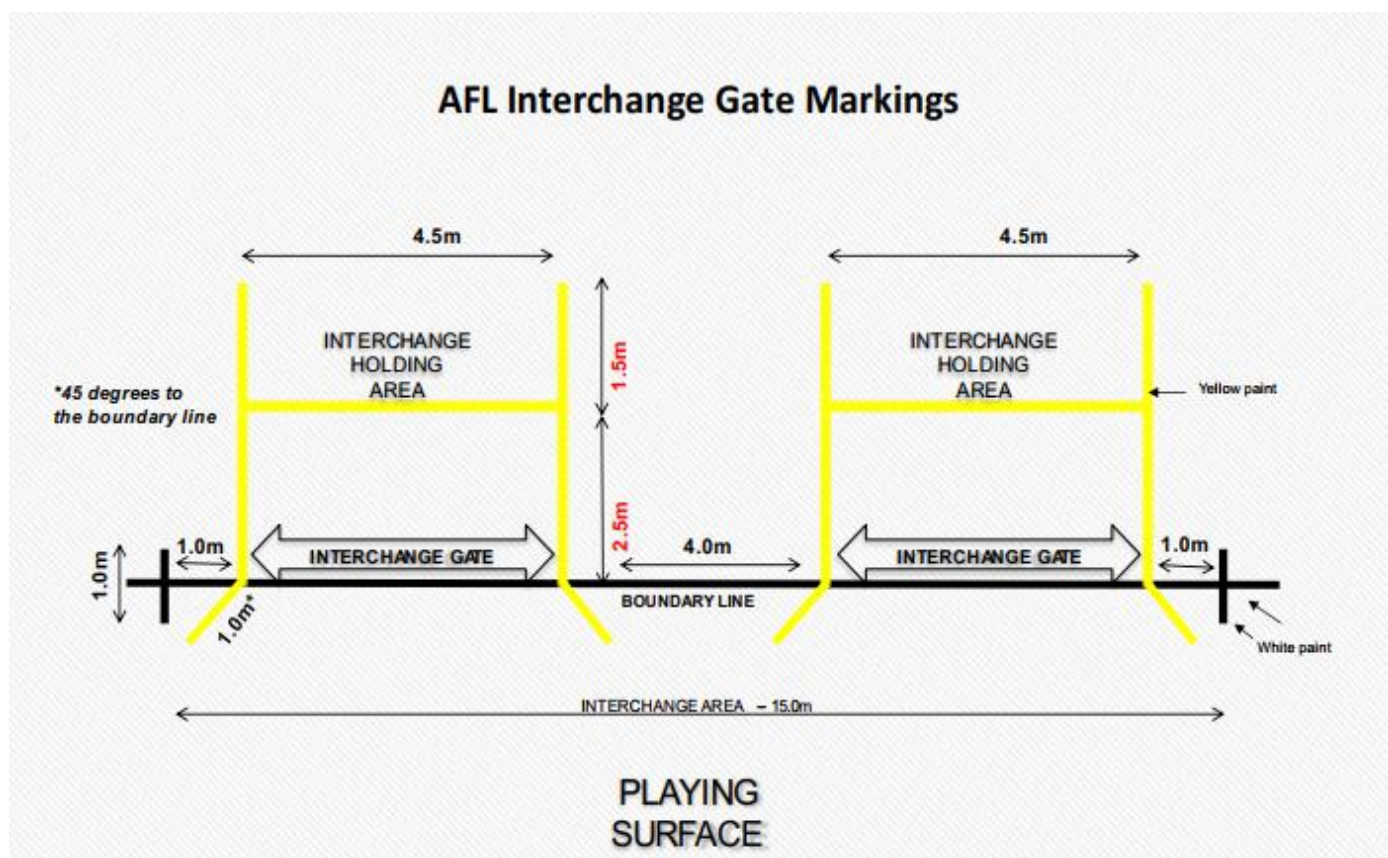 AFL Interchange Gate Markings
4.5m
4.5m
INTERCHANGE
HOLDING
AREA
1.5m
INTERCHANGE
HOLDING
AREA
*45 degrees to
the boundary line
Yellow paint
2.5m
1.0m
1.0m
INTERCHANGE GATE
4.0m
INTERCHANGE GATE
1.0m
1.0m*
BOUNDARY LINE
White paint
INTERCHANGE AREA – 15.0m
PLAYING
SURFACE